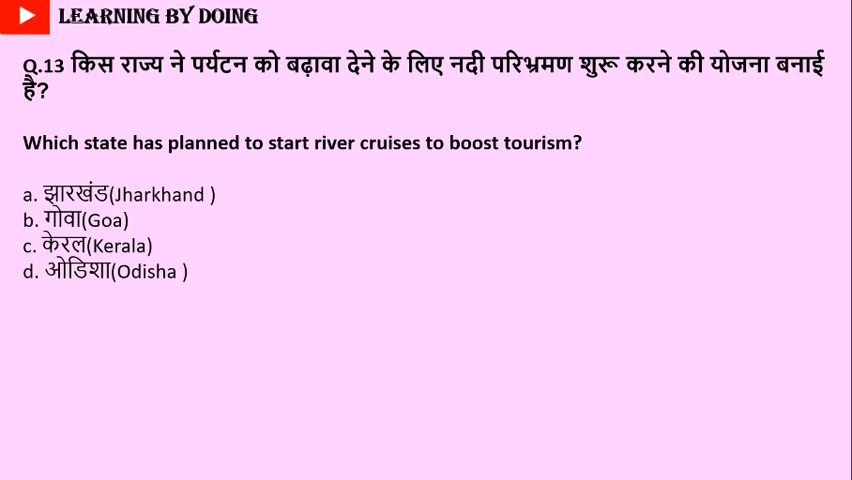 LEARNING BY DOING
Q.13 किस राज्य ने पर्यटन को बढ़ावा देने के लिए नदी परिभ्रमण शुरू करने की योजना बनाई
है?
Which state has planned to start river cruises to boost tourism?
a. झारखंड(Jharkhand )
b. गोवा(Goa)
c. केरल(Kerala)
d. ओडिशा(Odisha )